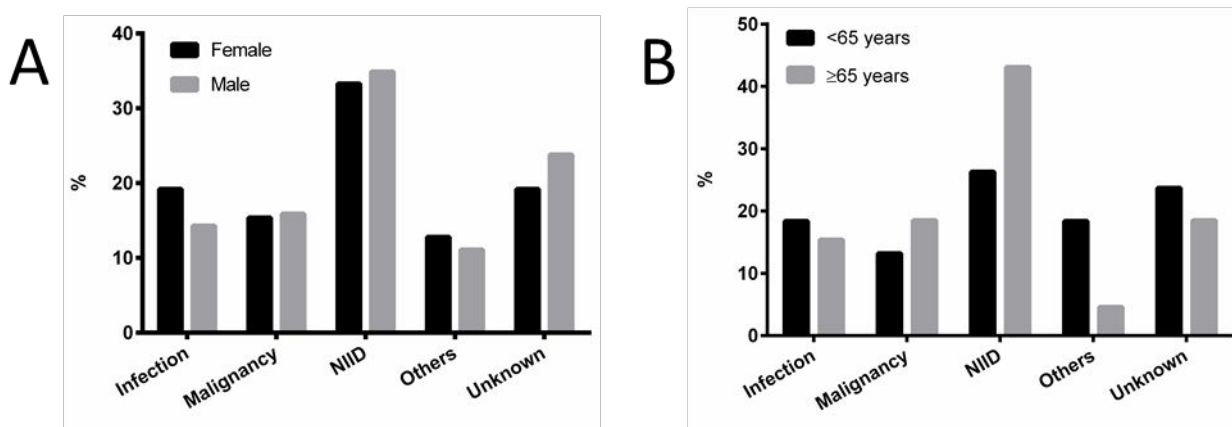 A
40
30
20
10
0
%
Female
Male
Infection
Malignancy
NIID
Others
Unknown
B
50
40
30
20
10
0
%
<65 years
≥65 years
Infection
Malignancy
NIID
Others
Unknown